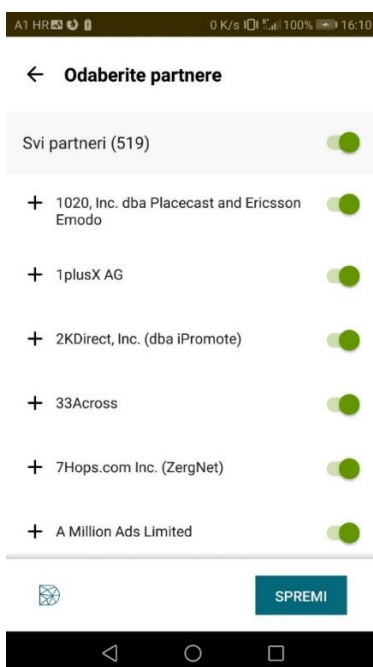 A1 HR 0 K/s 100% 16:10
Odaberite partnere
Svi partneri (519)
1020, Inc. dba Placecast and Ericsson
Emodo
1plusX AG
2KDirect, Inc. (dba iPromote)
33Across
7Hops.com Inc. (ZergNet)
A Million Ads Limited
SPREMI